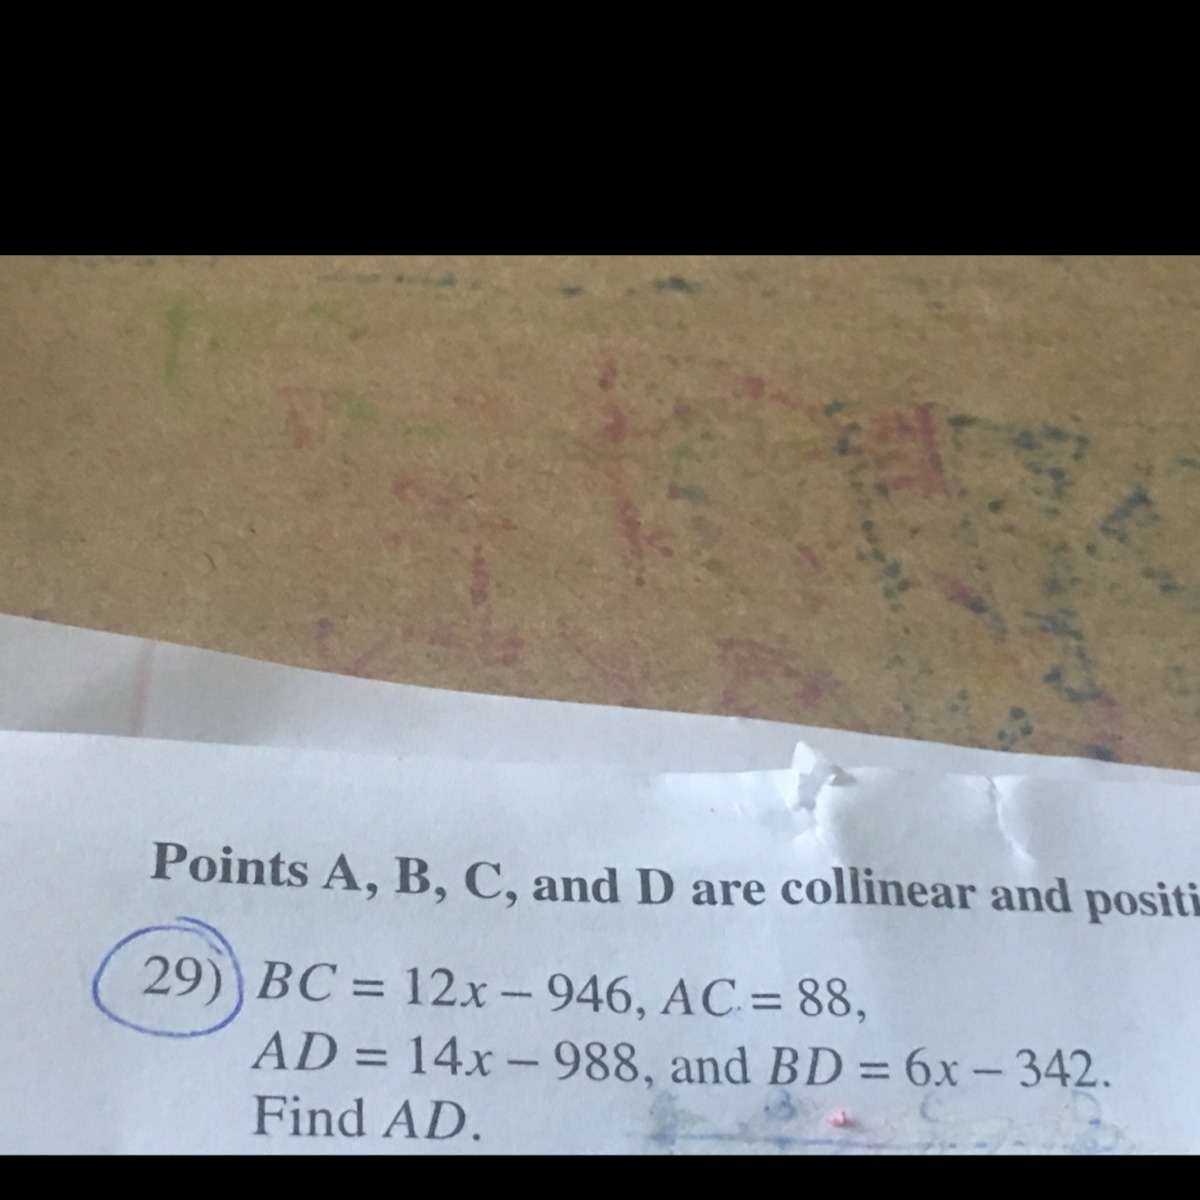 Points A, B, C, and D are collinear and positi
29) BC = 12x – 946, AC = 88,
AD = 14x – 988, and BD = 6x – 342.
Find AD.
B C D